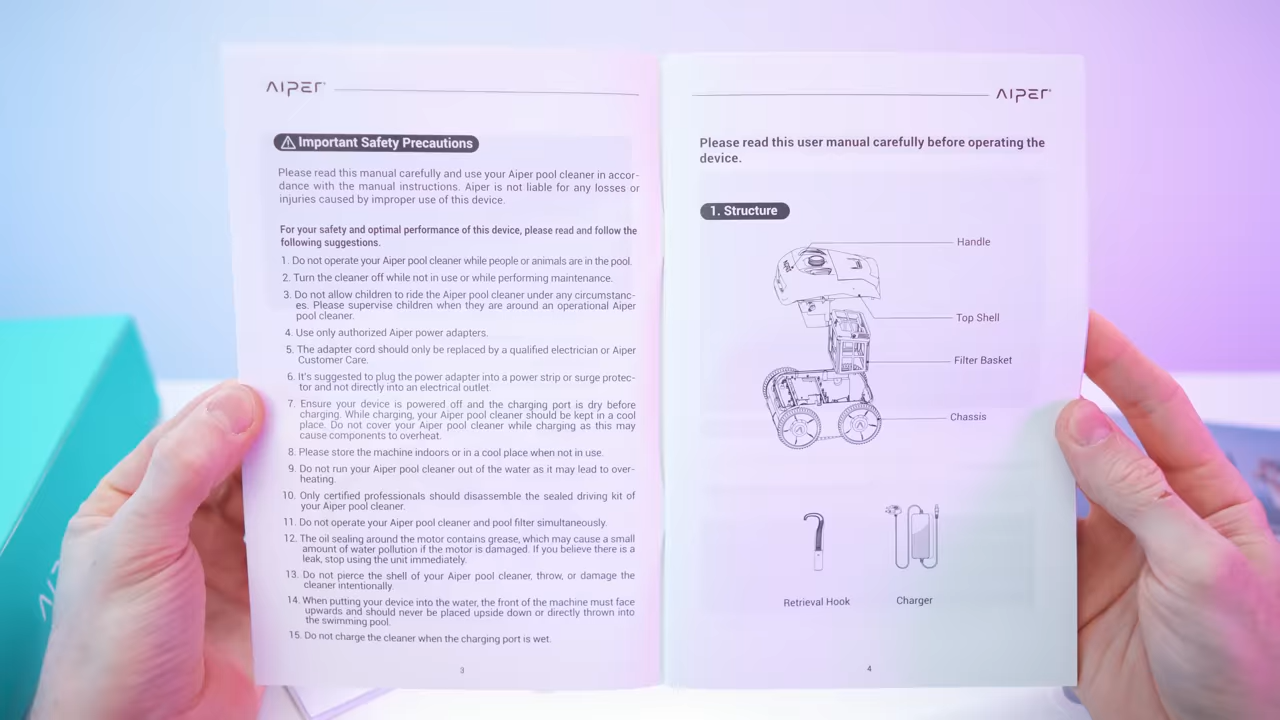 AIPER
Important Safety Precautions
Please read this manual carefully and use your Aiper pool cleaner in accor-
dance with the manual instructions. Aiper is not liable for any losses or
injuries caused by improper use of this device.
For your safety and optimal performance of this device, please read and follow the
following suggestions.
1. Do not operate your Aiper pool cleaner while people or animals are in the pool.
2. Turn the cleaner off while not in use or while performing maintenance.
3. Do not allow children to ride the Aiper pool cleaner under any circumstanc-
es. Please supervise children when they are around an operational Aiper
pool cleaner.
4. Use only authorized Aiper power adapters.
5. The adapter cord should only be replaced by a qualified electrician or Aiper
Customer Care.
6. It's suggested to plug the power adapter into a power strip or surge protec-
tor and not directly into an electrical outlet.
7. Ensure your device is powered off and the charging port is dry before
charging. While charging, your Aiper pool cleaner should be kept in a cool
place. Do not cover your Aiper pool cleaner while charging as this may
cause components to overheat.
8. Please store the machine indoors or in a cool place when not in use.
9. Do not run your Aiper pool cleaner out of the water as it may lead to over-
heating.
10. Only certified professionals should disassemble the sealed driving kit of
your Aiper pool cleaner.
11. Do not operate your Aiper pool cleaner and pool filter simultaneously.
12. The oil sealing around the motor contains grease, which may cause a small
amount of water pollution if the motor is damaged. If you believe there is a
leak, stop using the unit immediately.
13. Do not pierce the shell of your Aiper pool cleaner, throw, or damage the
cleaner intentionally.
14. When putting your device into the water, the front of the machine must face
upwards and should never be placed upside down or directly thrown into
the swimming pool.
15. Do not charge the cleaner when the charging port is wet.
3
AIPER
Please read this user manual carefully before operating the
device.
1. Structure
Handle
Top Shell
Filter Basket
Chassis
Retrieval Hook
Charger
4